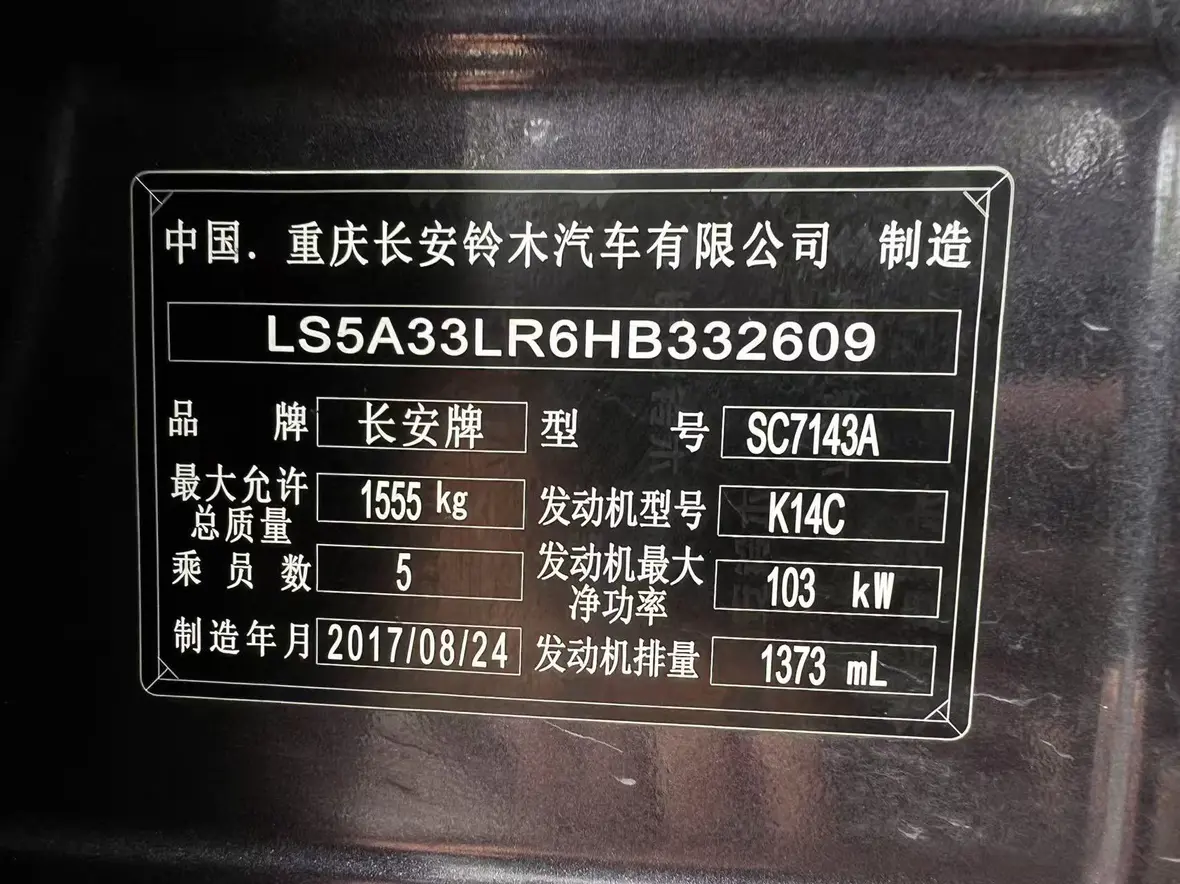 中国．重庆长安铃木汽车有限公司 制造
LS5A33LR6HB332609
品牌 长安牌 型号 SC7143A
最大允许总质量 1555 kg 发动机型号 K14C
乘员数 5 发动机最大净功率 103 kW
制造年月 2017/08/24 发动机排量 1373 mL